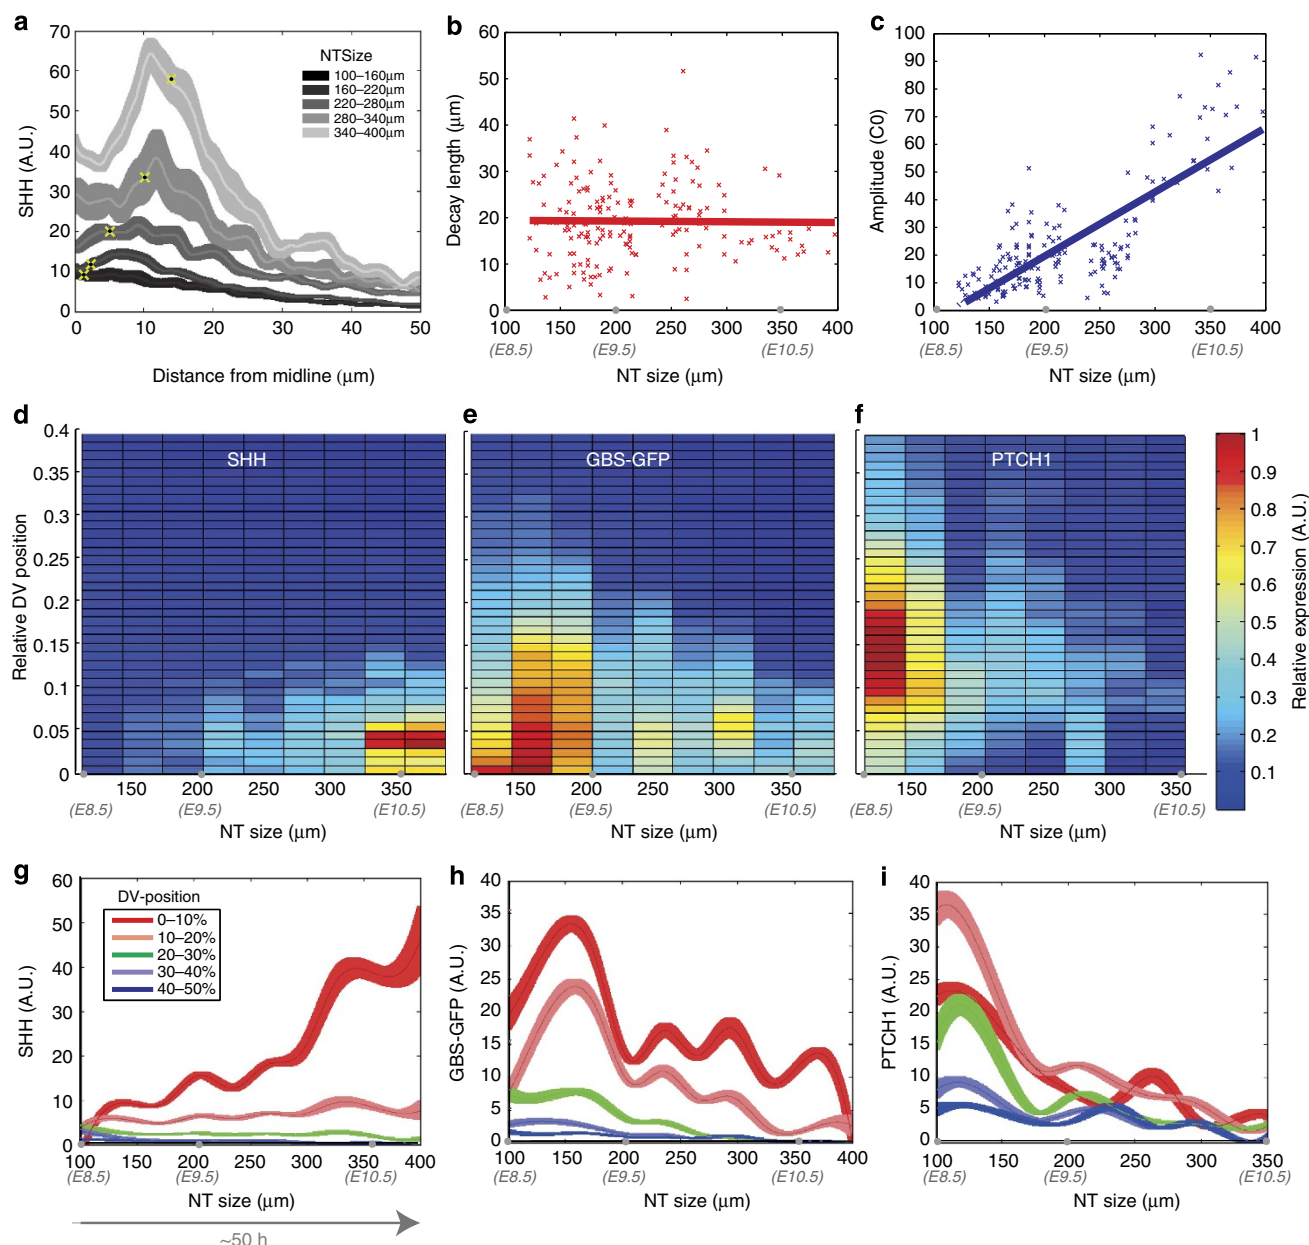 a
70
60
50
40
30
20
10
0
SHH (A.U.)
NTSize
100–160μm
160–220μm
220–280μm
280–340μm
340–400μm
0 10 20 30 40 50
Distance from midline (μm)
b
60
50
40
30
20
10
0
Decay length (μm)
100 150 200 250 300 350 400
(E8.5) (E9.5) (E10.5)
NT size (μm)
c
100
90
80
70
60
50
40
30
20
10
0
Amplitude (C0)
100 150 200 250 300 350 400
(E8.5) (E9.5) (E10.5)
NT size (μm)
d
0.4
0.35
0.3
0.25
0.2
0.15
0.1
0.05
0
Relative DV position
SHH
150 200 250 300 350
(E8.5) (E9.5) (E10.5)
NT size (μm)
e
GBS-GFP
150 200 250 300 350
(E8.5) (E9.5) (E10.5)
NT size (μm)
f
PTCH1
150 200 250 300 350
(E8.5) (E9.5) (E10.5)
NT size (μm)
1
0.9
0.8
0.7
0.6
0.5
0.4
0.3
0.2
0.1
Relative expression (A.U.)
g
60
50
40
30
20
10
0
SHH (A.U.)
DV-position
0–10%
10–20%
20–30%
30–40%
40–50%
100 150 200 250 300 350 400
(E8.5) (E9.5) (E10.5)
NT size (μm)
~50 h
h
40
35
30
25
20
15
10
5
0
GBS-GFP (A.U.)
100 150 200 250 300 350 400
(E8.5) (E9.5) (E10.5)
NT size (μm)
i
40
35
30
25
20
15
10
5
0
PTCH1 (A.U.)
100 150 200 250 300 350
(E8.5) (E9.5) (E10.5)
NT size (μm)